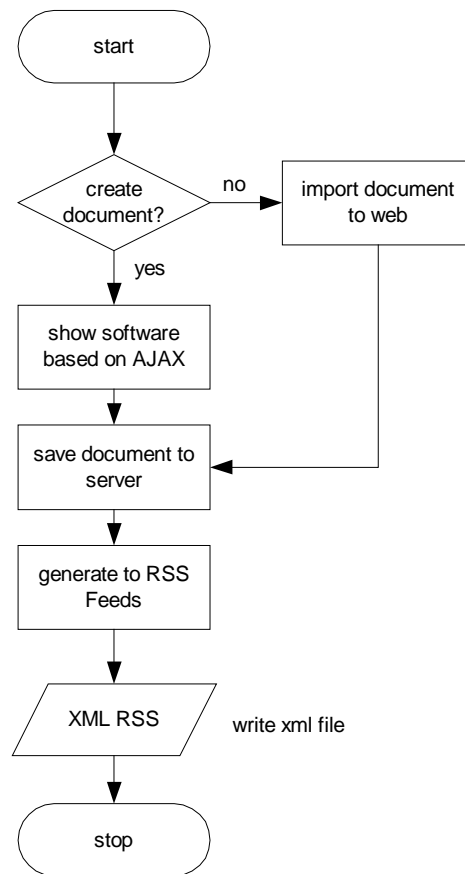 start
create
document?
no
import document
to web
yes
show software
based on AJAX
save document to
server
generate to RSS
Feeds
XML RSS
write xml file
stop